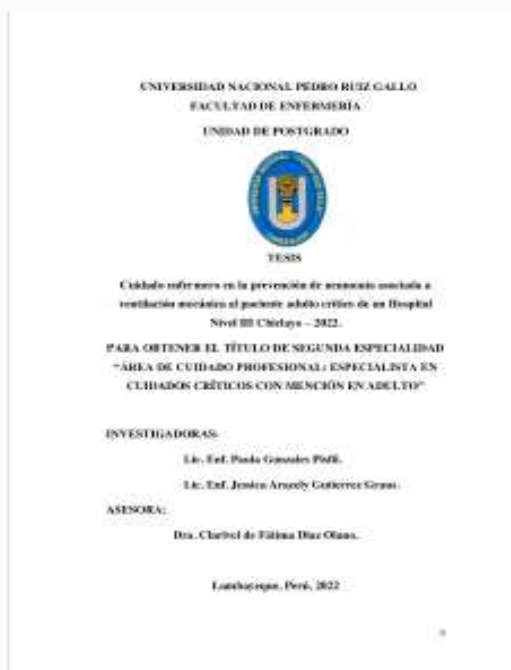 UNIVERSIDAD NACIONAL PEDRO RUIZ GALLO
FACULTAD DE ENFERMERÍA
UNIDAD DE POSTGRADO
TESIS
Cuidado enfermero en la prevención de neumonía asociada a
ventilación mecánica al paciente adulto crítico de un Hospital
Nivel III Chiclayo – 2022.
PARA OBTENER EL TÍTULO DE SEGUNDA ESPECIALIDAD
“ÁREA DE CUIDADO PROFESIONAL: ESPECIALISTA EN
CUIDADOS CRÍTICOS CON MENCIÓN EN ADULTO”
INVESTIGADORAS:
Lic. Enf. Paola Gonzales
Lic. Enf. Jessica Aracely Gutierrez
ASESORA:
Dra. Clarivel de Fátima Díaz Olano.
Lambayeque, Perú, 2022